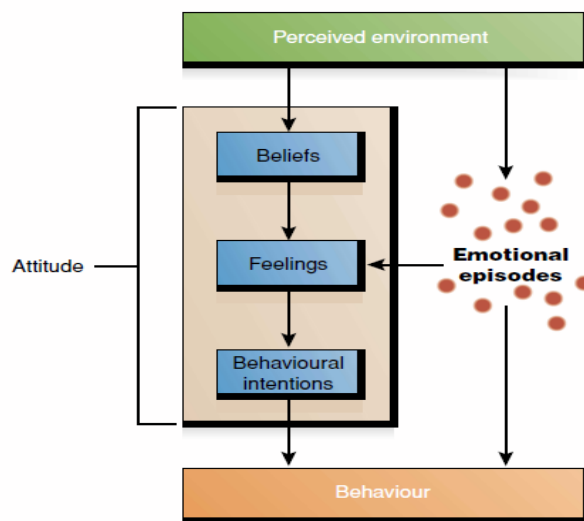 Perceived environment
Beliefs
Attitude
Feelings
Emotional
episodes
Behavioural
intentions
Behaviour